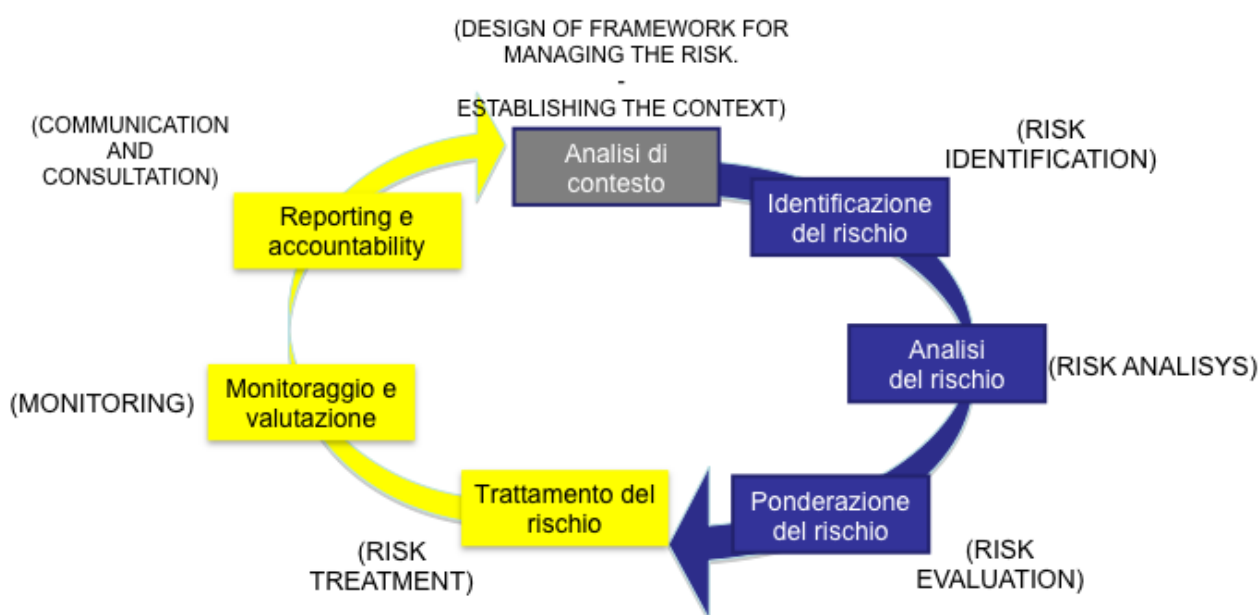 (DESIGN OF FRAMEWORK FOR
MANAGING THE RISK.
-
ESTABLISHING THE CONTEXT)
Analisi di
contesto
(RISK
IDENTIFICATION)
Identificazione
del rischio
Analisi
del rischio
(RISK ANALISYS)
Ponderazione
del rischio
(RISK
EVALUATION)
Trattamento del
rischio
(RISK
TREATMENT)
Monitoraggio e
valutazione
(MONITORING)
Reporting e
accountability
(COMMUNICATION
AND
CONSULTATION)